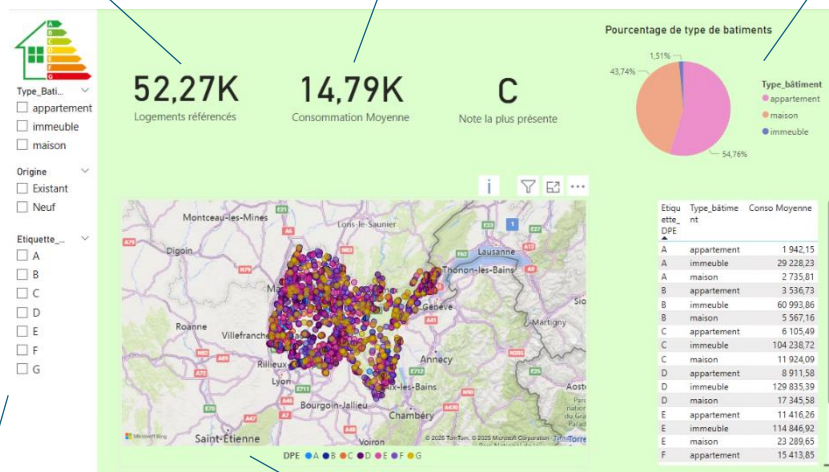 A
B
C
D
E
F
G
Type_Bati...
appartement
immeuble
maison
Origine
Existant
Neuf
Etiquette_...
A
B
C
D
E
F
G
52,27K
Logements référencés
14,79K
Consommation Moyenne
C
Note la plus présente
Pourcentage de type de batiments
1,51%
43,74%
54,76%
Type_bâtiment
appartement
maison
immeuble
Montceau-les-Mines
Lons-le-Saunier
Digoin
Lausanne
Thonon-les-Bains
Genève
Sio
Roanne
Villefranche
Martigny
Rillieux
Annecy
Lyon
Aix-les-Bains
Aost
Bourgoin-Jallieu
Chambéry
Saint-Étienne
Voiron
Microsoft Bing
© 2025 TomTom, © 2025 Microsoft Corporation
DPE A B C D E F G
Etiqu
ette_
DPE
Type_bâtime
nt
Conso Moyenne
A appartement 1 942,15
A immeuble 29 228,23
A maison 2 735,81
B appartement 3 536,73
B immeuble 60 993,86
B maison 5 567,16
C appartement 6 105,49
C immeuble 104 238,72
C maison 11 924,09
D appartement 8 911,58
D immeuble 129 835,39
D maison 17 345,58
E appartement 11 416,26
E immeuble 114 846,92
E maison 23 289,65
F appartement 15 413,85